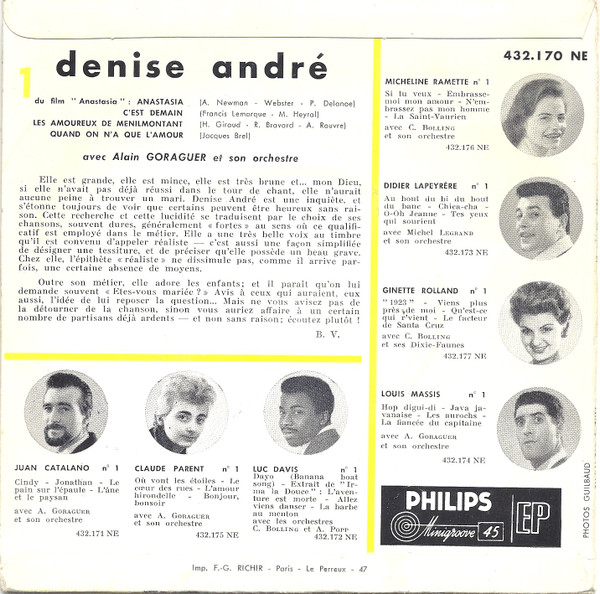 432.170 NE
1 denise andré
du film "Anastasia" : ANASTASIA (A. Newman - Webster - P. Delanoe)
C'EST DEMAIN (Francis Lemarque - M. Heyral)
LES AMOUREUX DE MENILMONTANT (H. Giraud - R. Bravard - A. Rouvre)
QUAND ON N'A QUE L'AMOUR (Jacques Brel)
avec Alain GORAGUER et son orchestre
Elle est grande, elle est mince, elle est très brune et... mon Dieu,
si elle n'avait pas déjà réussi dans le tour de chant, elle n'aurait
aucune peine à trouver un mari. Denise André est une inquiète, et
s'étonne toujours de voir que certains peuvent être heureux sans rai-
son. Cette recherche et cette lucidité se traduisent par le choix de ses
chansons, souvent dures, généralement « fortes » au sens où ce qualifi-
catif est employé dans le métier. Elle a une très belle voix au timbre
qu'il est convenu d'appeler réaliste — c'est aussi une façon simplifiée
de désigner une tessiture, et de préciser qu'elle possède un beau grave.
Chez elle, l'épithète « réaliste » ne dissimule pas, comme il arrive par-
fois, une certaine absence de moyens.
Outre son métier, elle adore les enfants; et il paraît qu'on lui
demande souvent « Etes-vous mariée ? » Avis à ceux qui auraient, eux
aussi, l'idée de lui reposer la question... Mais ne vous avisez pas de
la détourner de la chanson, sinon vous auriez affaire à un certain
nombre de partisans déjà ardents — et non sans raison; écoutez plutôt !
B. V.
MICHELINE RAMETTE n° 1
Si tu veux - Embrasse-
moi mon amour - N'em-
brassez pas mon homme
- La Saint-Vaurien
avec C. BOLLING
et son orchestre
432.176 NE
DIDIER LAPEYRÈRE n° 1
Au bout du bi du bout
du banc - Chica-cha -
O-Oh Jeanne - Tes yeux
qui sourient
avec Michel LEGRAND
et son orchestre
432.173 NE
GINETTE ROLLAND n° 1
"1923" - Viens plus
près de moi - Qu'est-ce
qui r'vient - Le facteur
de Santa Cruz
avec C. BOLLING
et ses Dixie-Faunes
432.177 NE
LOUIS MASSIS n° 1
Hop digui-di - Java ja-
vanaise - Les aurochs -
La fiancée du capitaine
avec A. GORAGUER
et son orchestre
432.174 NE
JUAN CATALANO n° 1
Cindy - Jonathan - Le
pain sur l'épaule - L'âne
et le paysan
avec A. GORAGUER
et son orchestre
432.171 NE
CLAUDE PARENT n° 1
Où vont les étoiles - Le
cœur des rues - L'amour
hirondelle - Bonjour,
bonsoir
avec A. GORAGUER
et son orchestre
432.175 NE
LUC DAVIS n° 1
Dayo (Banana boat
song) - Extrait de "Ir-
ma la Douce" : L'aven-
ture est morte - Allez
viens danser - La barbe
au menton
avec les orchestres
C. BOLLING et A. POPP
432.172 NE
PHILIPS
Minigroove 45
EP
PHOTOS GUILBAUD
Imp. F.-G. RICHIR - Paris - Le Perreux - 47